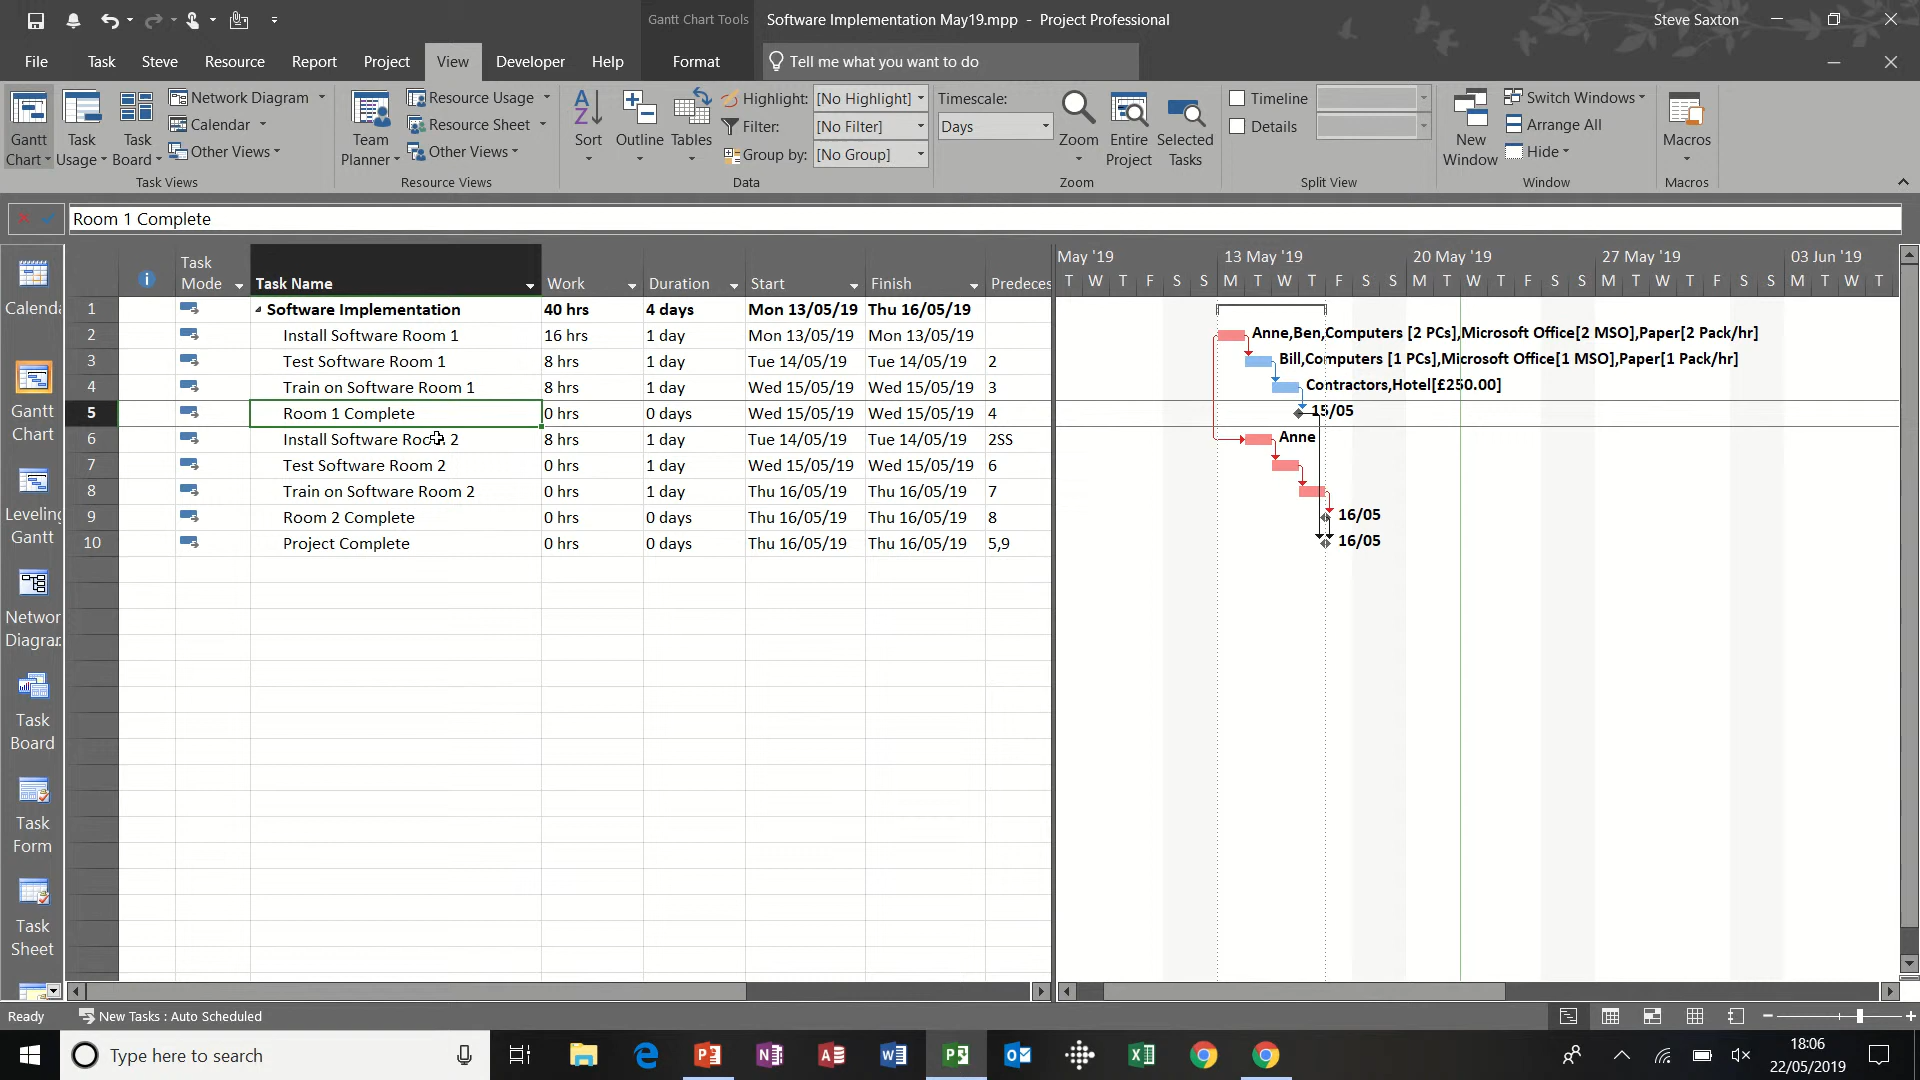 Gantt Chart Tools
Software Implementation May19.mpp - Project Professional
Steve Saxton
File Task Steve Resource Report Project View Developer Help Format
Tell me what you want to do
Gantt Chart
Task Usage
Task Board
Network Diagram
Calendar
Other Views
Task Views
Team Planner
Resource Usage
Resource Sheet
Other Views
Resource Views
Sort
Outline
Tables
Highlight: [No Highlight]
Filter: [No Filter]
Group by: [No Group]
Data
Timescale:
Days
Zoom
Entire Project
Selected Tasks
Zoom
Timeline
Details
Split View
New Window
Switch Windows
Arrange All
Hide
Window
Macros
Macros
Room 1 Complete
Calenda
Gantt Chart
Leveling Gantt
Networ Diagrar
Task Board
Task Form
Task Sheet
Task Mode Task Name Work Duration Start Finish Predeces
1 Software Implementation 40 hrs 4 days Mon 13/05/19 Thu 16/05/19
2 Install Software Room 1 16 hrs 1 day Mon 13/05/19 Mon 13/05/19
3 Test Software Room 1 8 hrs 1 day Tue 14/05/19 Tue 14/05/19 2
4 Train on Software Room 1 8 hrs 1 day Wed 15/05/19 Wed 15/05/19 3
5 Room 1 Complete 0 hrs 0 days Wed 15/05/19 Wed 15/05/19 4
6 Install Software Room 2 8 hrs 1 day Tue 14/05/19 Tue 14/05/19 2SS
7 Test Software Room 2 0 hrs 1 day Wed 15/05/19 Wed 15/05/19 6
8 Train on Software Room 2 0 hrs 1 day Thu 16/05/19 Thu 16/05/19 7
9 Room 2 Complete 0 hrs 0 days Thu 16/05/19 Thu 16/05/19 8
10 Project Complete 0 hrs 0 days Thu 16/05/19 Thu 16/05/19 5,9
May '19 13 May '19 20 May '19 27 May '19 03 Jun '19
T W T F S S M T W T F S S M T W T F S S M T W T F S S M T W T
Anne,Ben,Computers [2 PCs],Microsoft Office[2 MSO],Paper[2 Pack/hr]
Bill,Computers [1 PCs],Microsoft Office[1 MSO],Paper[1 Pack/hr]
Contractors,Hotel[£250.00]
15/05
Anne
16/05
16/05
Ready
New Tasks : Auto Scheduled
Type here to search
18:06
22/05/2019